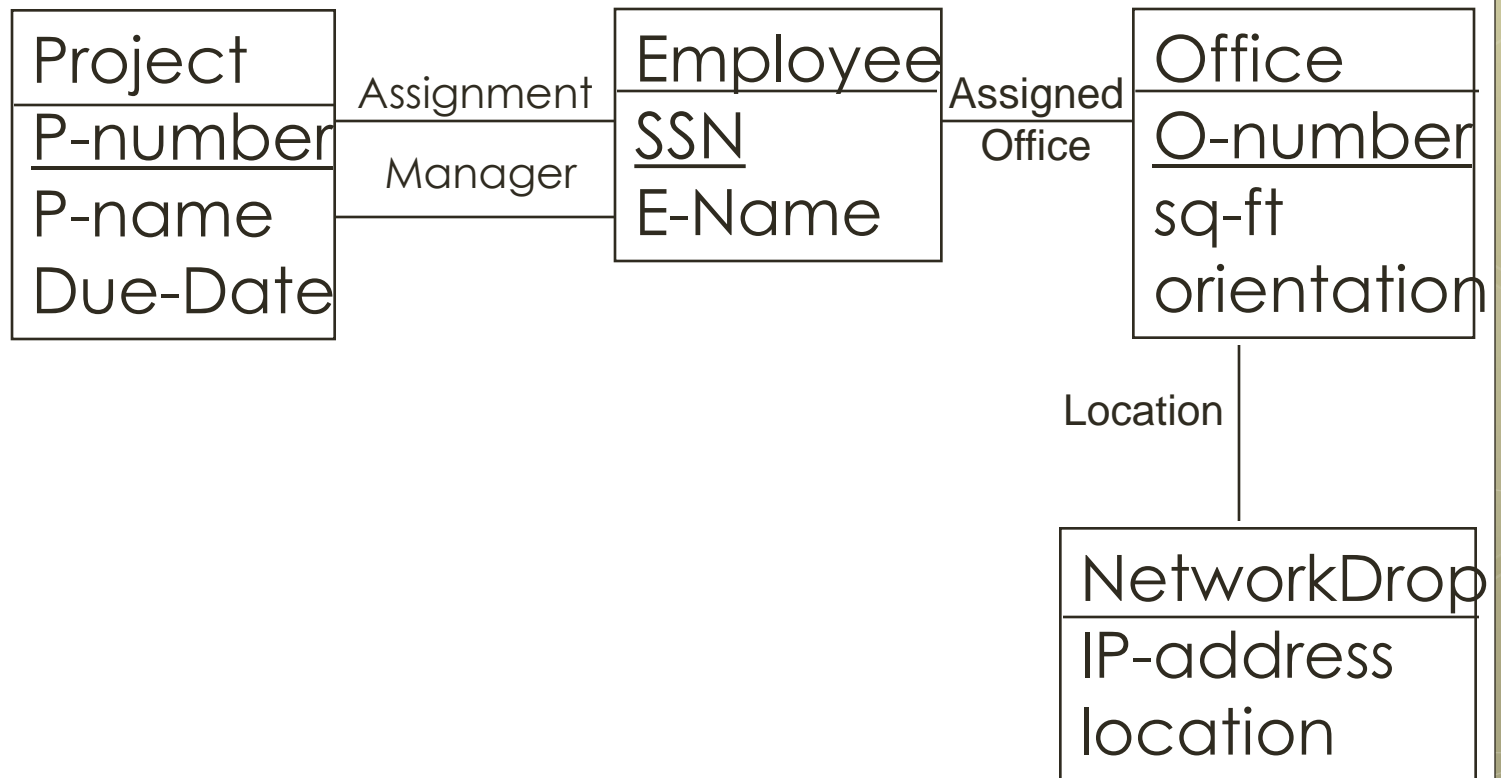 Project
P-number
P-name
Due-Date
Assignment
Manager
Employee
SSN
E-Name
Assigned
Office
Office
O-number
sq-ft
orientation
Location
NetworkDrop
IP-address
location